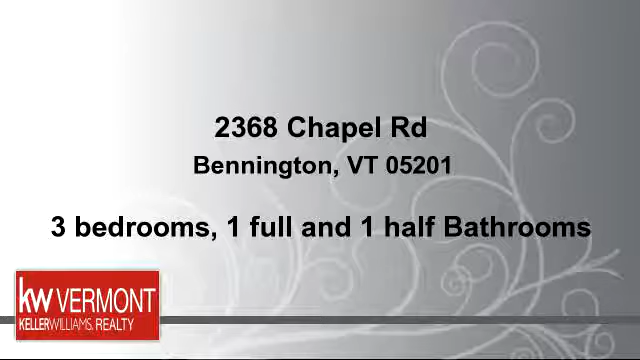 2368 Chapel Rd
Bennington, VT 05201
3 bedrooms, 1 full and 1 half Bathrooms
kw VERMONT
KELLERWILLIAMS. REALTY